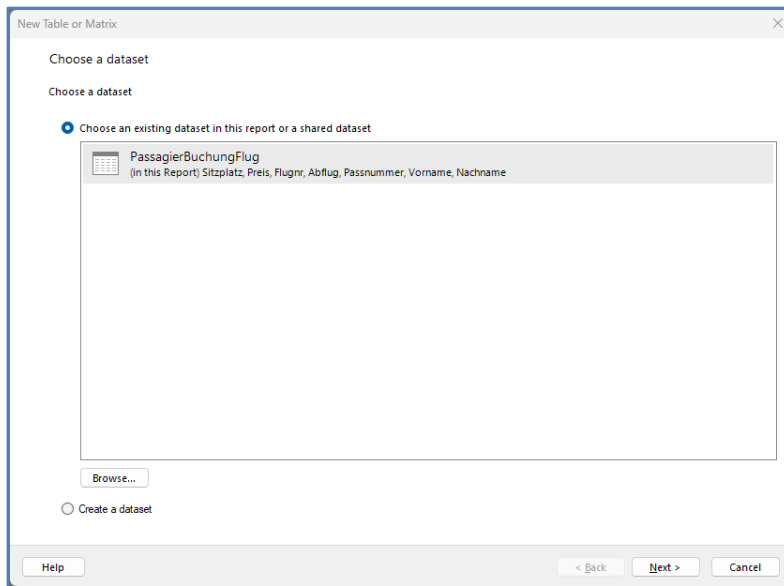 New Table or Matrix
Choose a dataset
Choose a dataset
Choose an existing dataset in this report or a shared dataset
PassagierBuchungFlug
(in this Report) Sitzplatz, Preis, Flugnr, Abflug, Passnummer, Vorname, Nachname
Browse...
Create a dataset
Help
< Back
Next >
Cancel